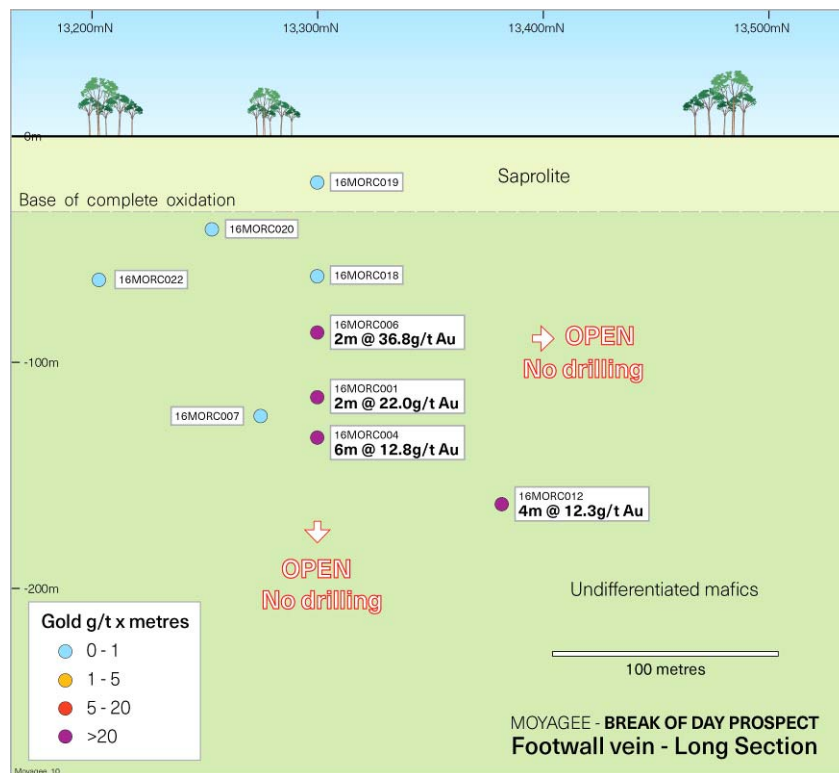 13,200mN
13,300mN
13,400mN
13,500mN
0m
16MORC019
Saprolite
Base of complete oxidation
16MORC020
16MORC022
16MORC018
16MORC006
2m @ 36.8g/t Au
OPEN
No drilling
-100m
16MORC001
2m @ 22.0g/t Au
16MORC007
16MORC004
6m @ 12.8g/t Au
16MORC012
4m @ 12.3g/t Au
OPEN
No drilling
-200m
Undifferentiated mafics
Gold g/t x metres
0 - 1
1 - 5
5 - 20
>20
100 metres
MOYAGEE - BREAK OF DAY PROSPECT
Footwall vein - Long Section
Moyagee_10